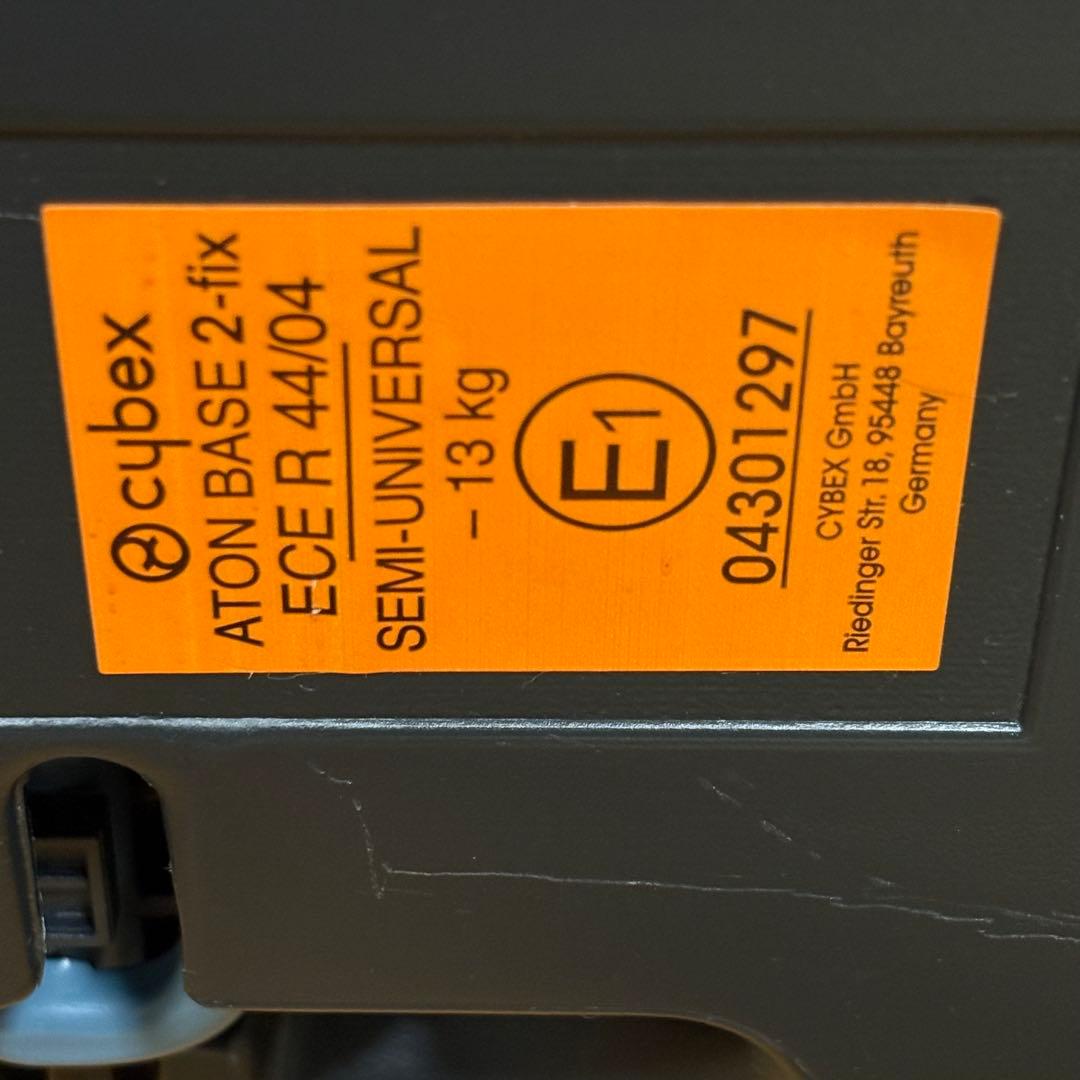 cybex
ATON BASE 2-fix
ECE R 44/04
SEMI-UNIVERSAL
– 13 kg
E1
04301297
CYBEX GmbH
Riedinger Str. 18, 95448 Bayreuth
Germany